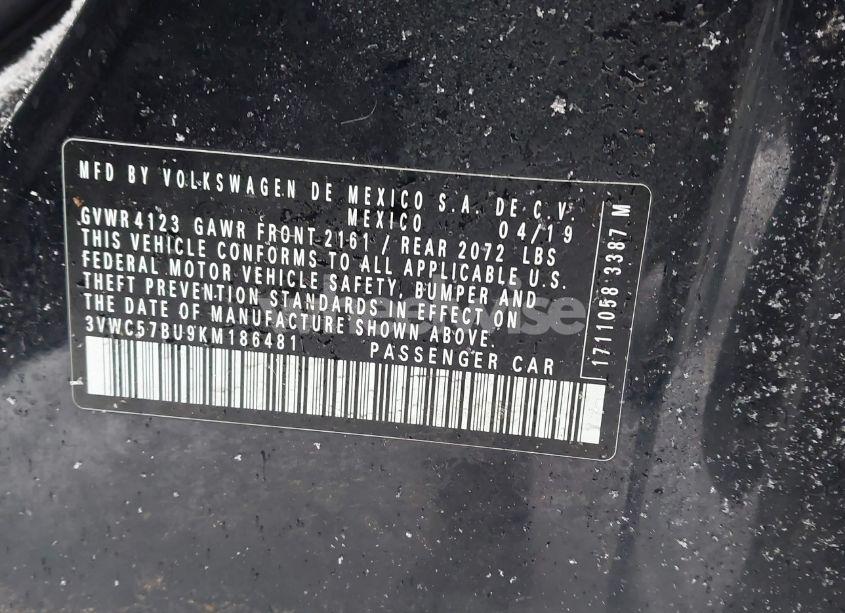 MFD BY VOLKSWAGEN DE MEXICO S.A. DE C.V.
MEXICO 04/19
GVWR 4123 GAWR FRONT 2161 / REAR 2072 LBS
THIS VEHICLE CONFORMS TO ALL APPLICABLE U.S.
FEDERAL MOTOR VEHICLE SAFETY, BUMPER AND
THEFT PREVENTION STANDARDS IN EFFECT ON
THE DATE OF MANUFACTURE SHOWN ABOVE.
3VWC57BU9KM186481 PASSENGER CAR
1711058 3387 M